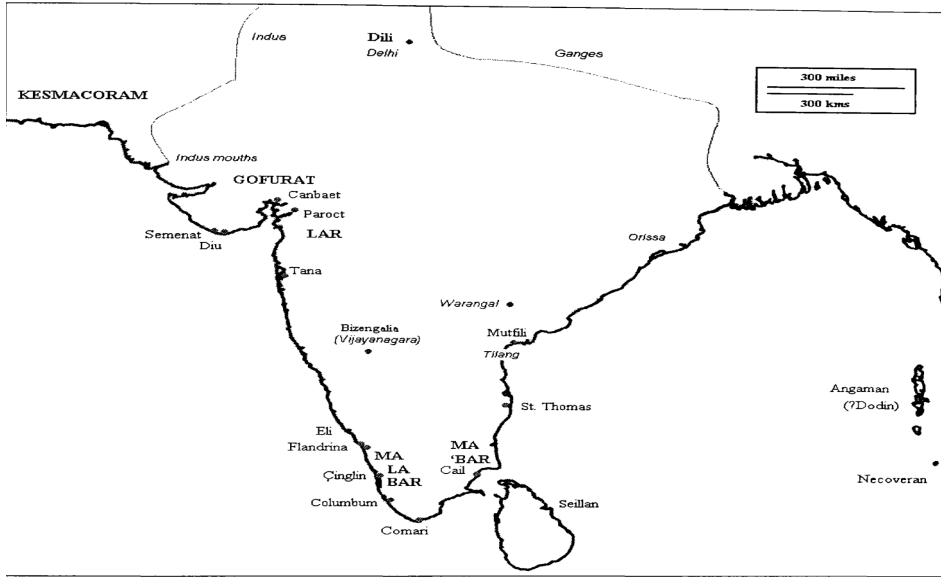 Indus
Dili
Delhi
Ganges
300 miles
300 kms
KESMACORAM
Indus mouths
GOFURAT
Canbaet
Paroct
Semenat
Diu
LAR
Orissa
Tana
Warangal
Bizengalia
(Vijayanagara)
Mutfili
Tilang
Angaman
(?Dodin)
St. Thomas
Eli
Flandrina
MA
LA
BAR
MA
‘BAR
Çinglin
Cail
Necoveran
Columbum
Seillan
Comari